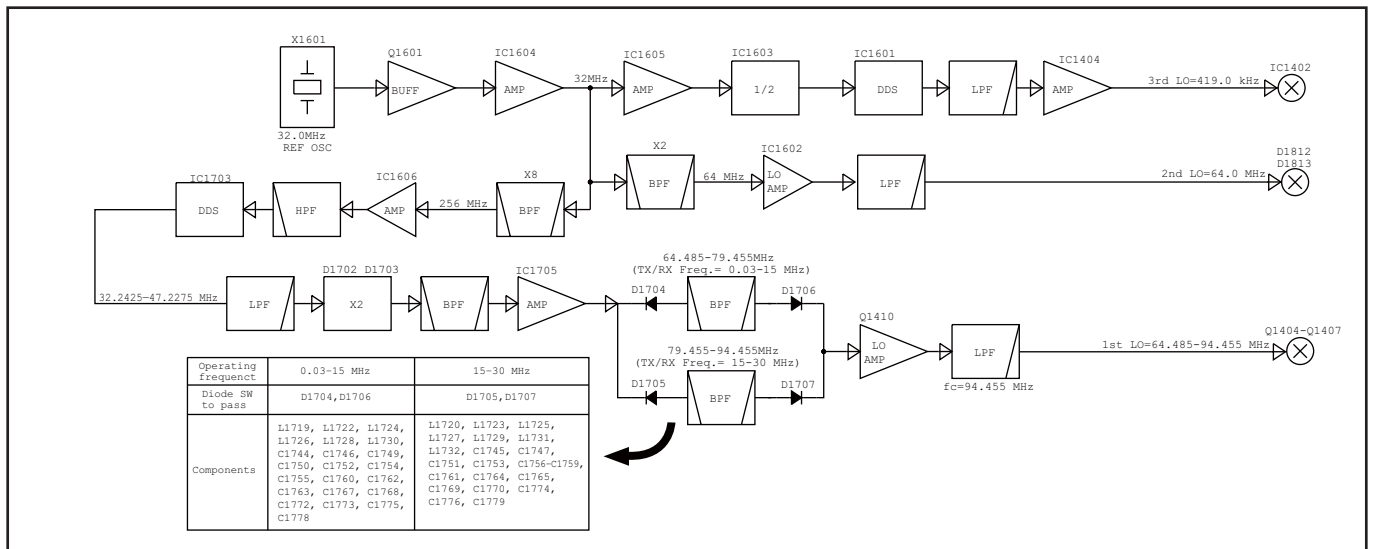 X1601
32.0MHz
REF OSC
Q1601
BUFF
IC1604
AMP
32MHz
IC1605
AMP
IC1603
1/2
IC1601
DDS
LPF
IC1404
AMP
3rd LO=419.0 kHz
IC1402
X2
BPF
64 MHz
IC1602
LO
AMP
LPF
2nd LO=64.0 MHz
D1812
D1813
IC1703
DDS
HPF
IC1606
AMP
256 MHz
X8
BPF
32.2425–47.2275 MHz
LPF
D1702 D1703
X2
BPF
IC1705
AMP
64.485-79.455MHz
(TX/RX Freq.= 0.03-15 MHz)
D1704
BPF
D1706
79.455-94.455MHz
(TX/RX Freq.= 15-30 MHz)
D1705
BPF
D1707
Q1410
LO
AMP
LPF
fc=94.455 MHz
1st LO=64.485-94.455 MHz
Q1404-Q1407
Operating
frequenct
0.03–15 MHz
15–30 MHz
Diode SW
to pass
D1704,D1706
D1705,D1707
Components
L1719, L1722, L1724,
L1726, L1728, L1730,
C1744, C1746, C1749,
C1750, C1752, C1754,
C1755, C1760, C1762,
C1763, C1767, C1768,
C1772, C1773, C1775,
C1778
L1720, L1723, L1725,
L1727, L1729, L1731,
L1732, C1745, C1747,
C1751, C1753, C1756–C1759,
C1761, C1764, C1765,
C1769, C1770, C1774,
C1776, C1779